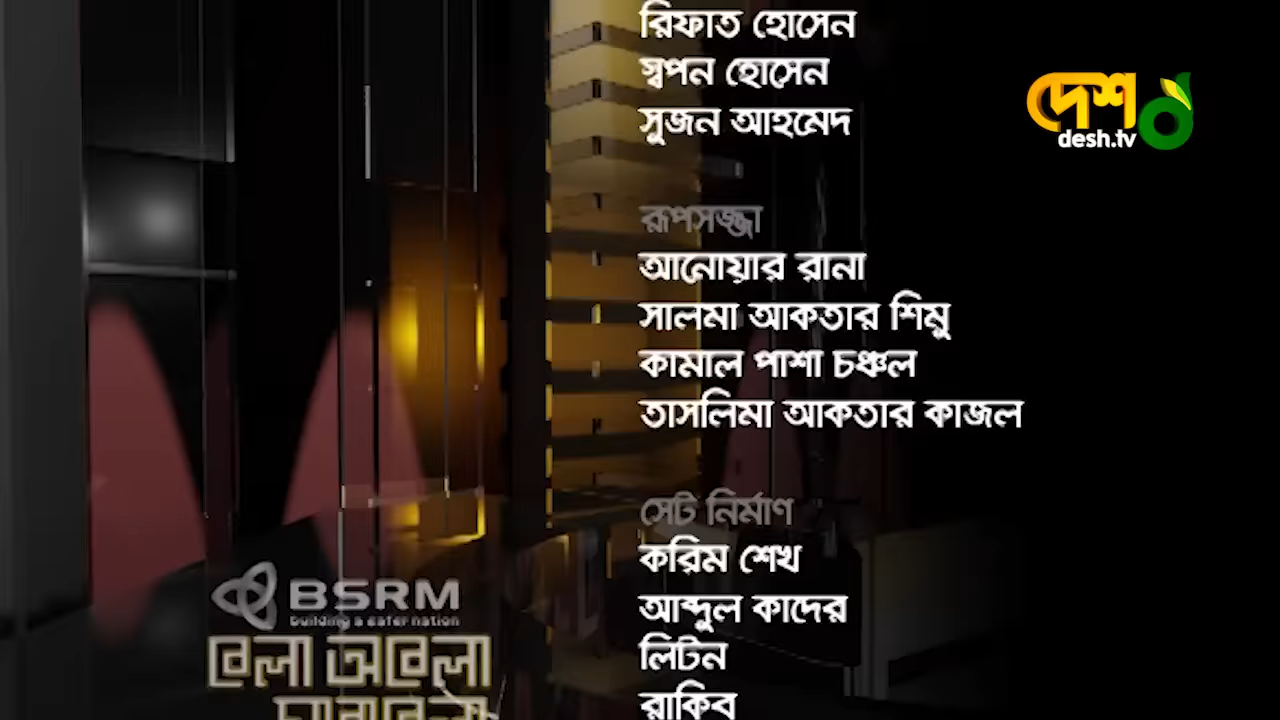 রিফাত হোসেন
স্বপন হোসেন
সুজন আহমেদ
দেশ
desh.tv
রূপসজ্জা
আনোয়ার রানা
সালমা আকতার শিমু
কামাল পাশা চঞ্চল
তাসলিমা আকতার কাজল
সেট নির্মাণ
করিম শেখ
আব্দুল কাদের
লিটন
রাকিব
BSRM
building a safer nation
বেলা অবেলা
সারাবেলা